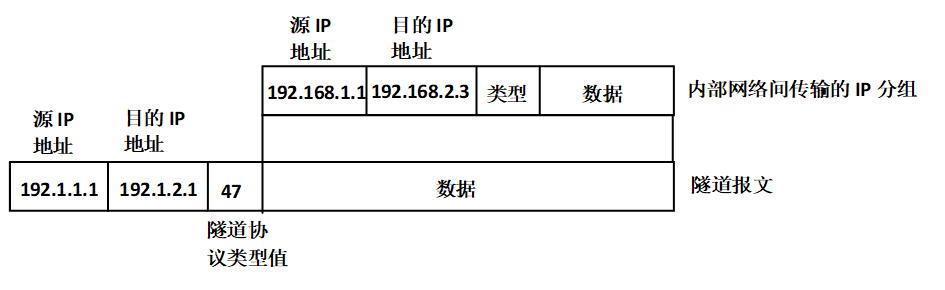 源 IP
地址
目的 IP
地址
192.168.1.1
192.168.2.3
类型
数据
内部网络间传输的 IP 分组
源 IP
地址
目的 IP
地址
192.1.1.1
192.1.2.1
47
数据
隧道报文
隧道协
议类型值